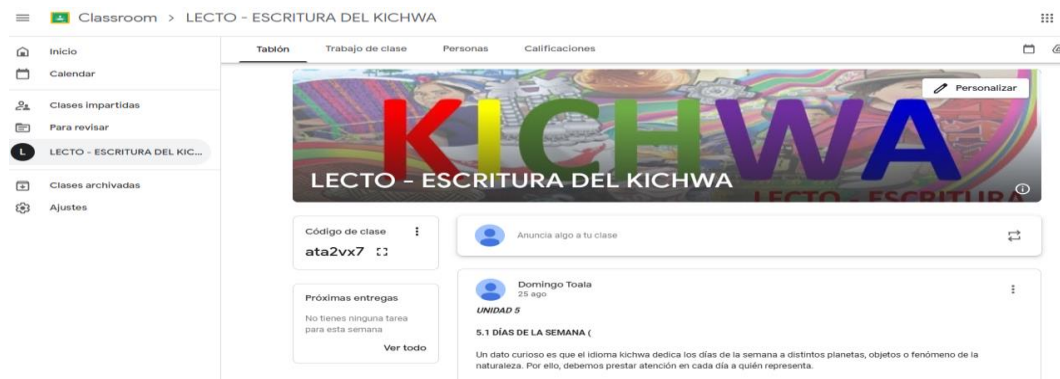 Classroom > LECTO - ESCRITURA DEL KICHWA
Inicio
Calendar
Clases impartidas
Para revisar
L LECTO - ESCRITURA DEL KIC...
Clases archivadas
Ajustes
Tablón Trabajo de clase Personas Calificaciones
KICHWA
Personalizar
LECTO - ESCRITURA DEL KICHWA
LECTO - ESCRITURA
Código de clase
ata2vx7
Próximas entregas
No tienes ninguna tarea
para esta semana
Ver todo
Anuncia algo a tu clase
Domingo Toala
25 ago
UNIDAD 5
5.1 DÍAS DE LA SEMANA (
Un dato curioso es que el idioma kichwa dedica los días de la semana a distintos planetas, objetos o fenómeno de la
naturaleza. Por ello, debemos prestar atención en cada día a quién representa.